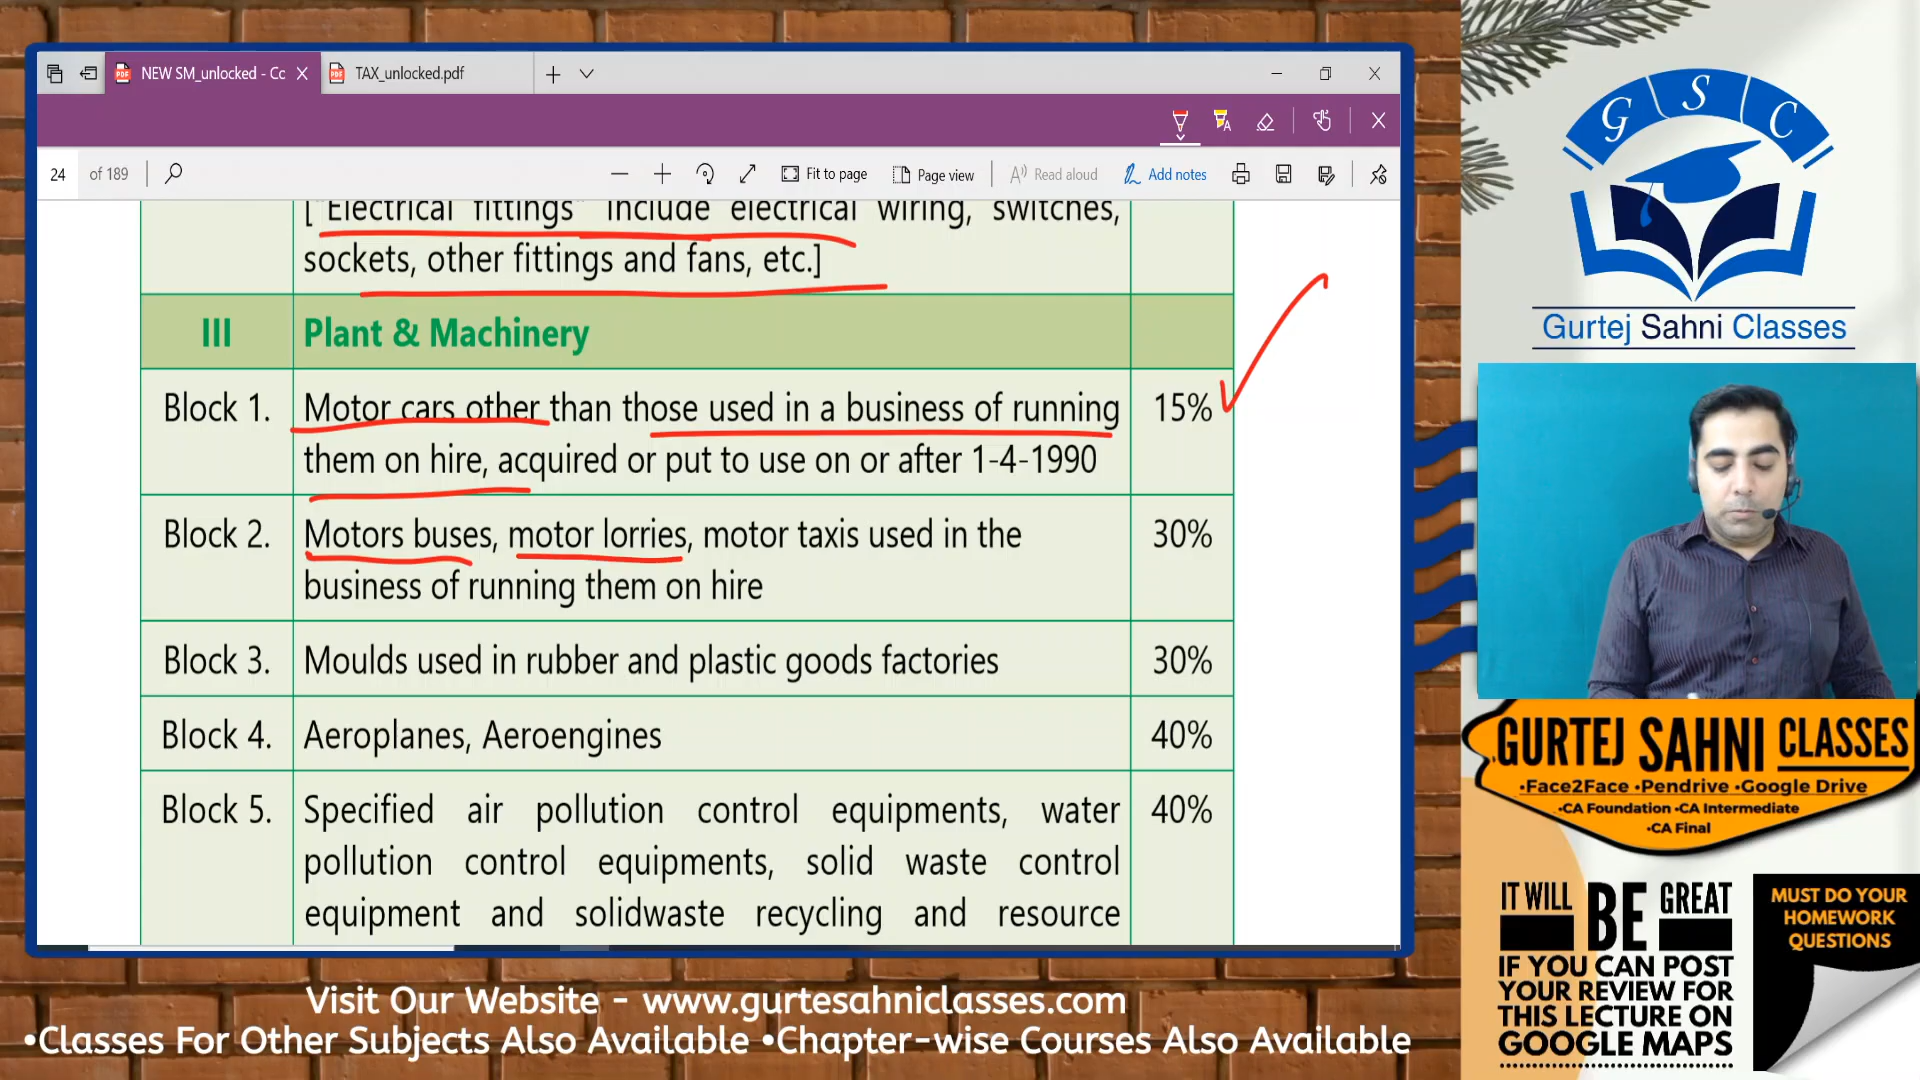 NEW SM_unlocked - Cc
TAX_unlocked.pdf
24 of 189
Fit to page
Page view
Read aloud
Add notes
["Electrical fittings" include electrical wiring, switches,
sockets, other fittings and fans, etc.]
III Plant & Machinery
Block 1. Motor cars other than those used in a business of running 15%
them on hire, acquired or put to use on or after 1-4-1990
Block 2. Motors buses, motor lorries, motor taxis used in the 30%
business of running them on hire
Block 3. Moulds used in rubber and plastic goods factories 30%
Block 4. Aeroplanes, Aeroengines 40%
Block 5. Specified air pollution control equipments, water 40%
pollution control equipments, solid waste control
equipment and solidwaste recycling and resource
G S C
Gurtej Sahni Classes
GURTEJ SAHNI CLASSES
•Face2Face •Pendrive •Google Drive
•CA Foundation •CA Intermediate
•CA Final
IT WILL BE GREAT
IF YOU CAN POST
YOUR REVIEW FOR
THIS LECTURE ON
GOOGLE MAPS
MUST DO YOUR
HOMEWORK
QUESTIONS
Visit Our Website - www.gurtesahniclasses.com
•Classes For Other Subjects Also Available •Chapter-wise Courses Also Available